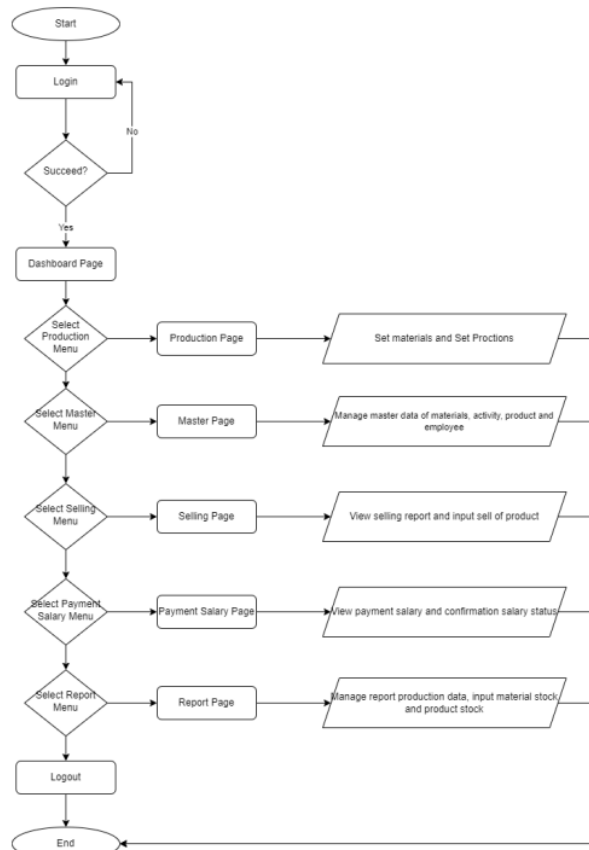 Start
Login
No
Succeed?
Yes
Dashboard Page
Select
Production
Menu
Production Page
Set materials and Set Proctions
Select Master
Menu
Master Page
Manage master data of materials, activity, product and
employee
Select Selling
Menu
Selling Page
View selling report and input sell of product
Select Payment
Salary Menu
Payment Salary Page
View payment salary and confirmation salary status
Select Report
Menu
Report Page
Manage report production data, input material stock
and product stock
Logout
End